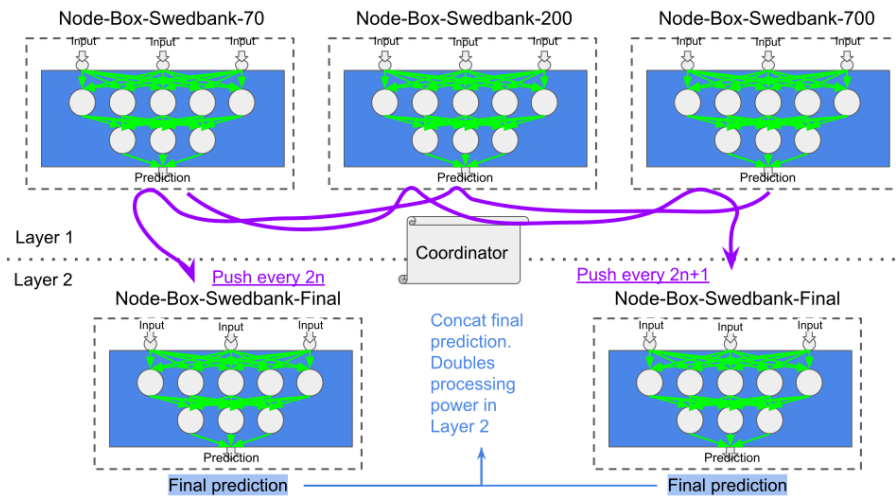 Node-Box-Swedbank-70
Node-Box-Swedbank-200
Node-Box-Swedbank-700
Input Input Input
Input Input Input
Input Input Input
Prediction
Prediction
Prediction
Layer 1
Coordinator
Layer 2
Push every 2n
Push every 2n+1
Node-Box-Swedbank-Final
Node-Box-Swedbank-Final
Input Input Input
Input Input Input
Concat final
prediction.
Doubles
processing
power in
Layer 2
Prediction
Prediction
Final prediction
Final prediction